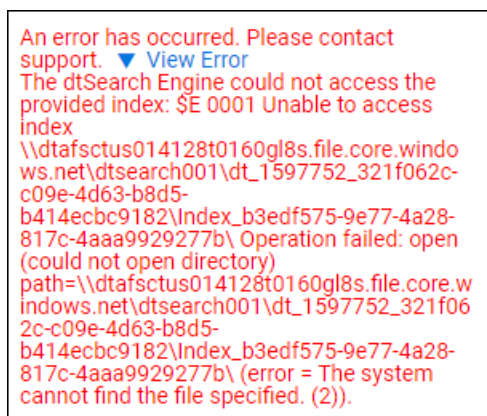 An error has occurred. Please contact
support. ▼ View Error
The dtSearch Engine could not access the
provided index: $E 0001 Unable to access
index
\\dtafsctus014128t0160gl8s.file.core.windo
ws.net\dtsearch001\dt_1597752_321f062c-
c09e-4d63-b8d5-
b414ecbc9182\Index_b3edf575-9e77-4a28-
817c-4aaa9929277b\ Operation failed: open
(could not open directory)
path=\\dtafsctus014128t0160gl8s.file.core.w
indows.net\dtsearch001\dt_1597752_321f06
2c-c09e-4d63-b8d5-
b414ecbc9182\Index_b3edf575-9e77-4a28-
817c-4aaa9929277b\ (error = The system
cannot find the file specified. (2)).